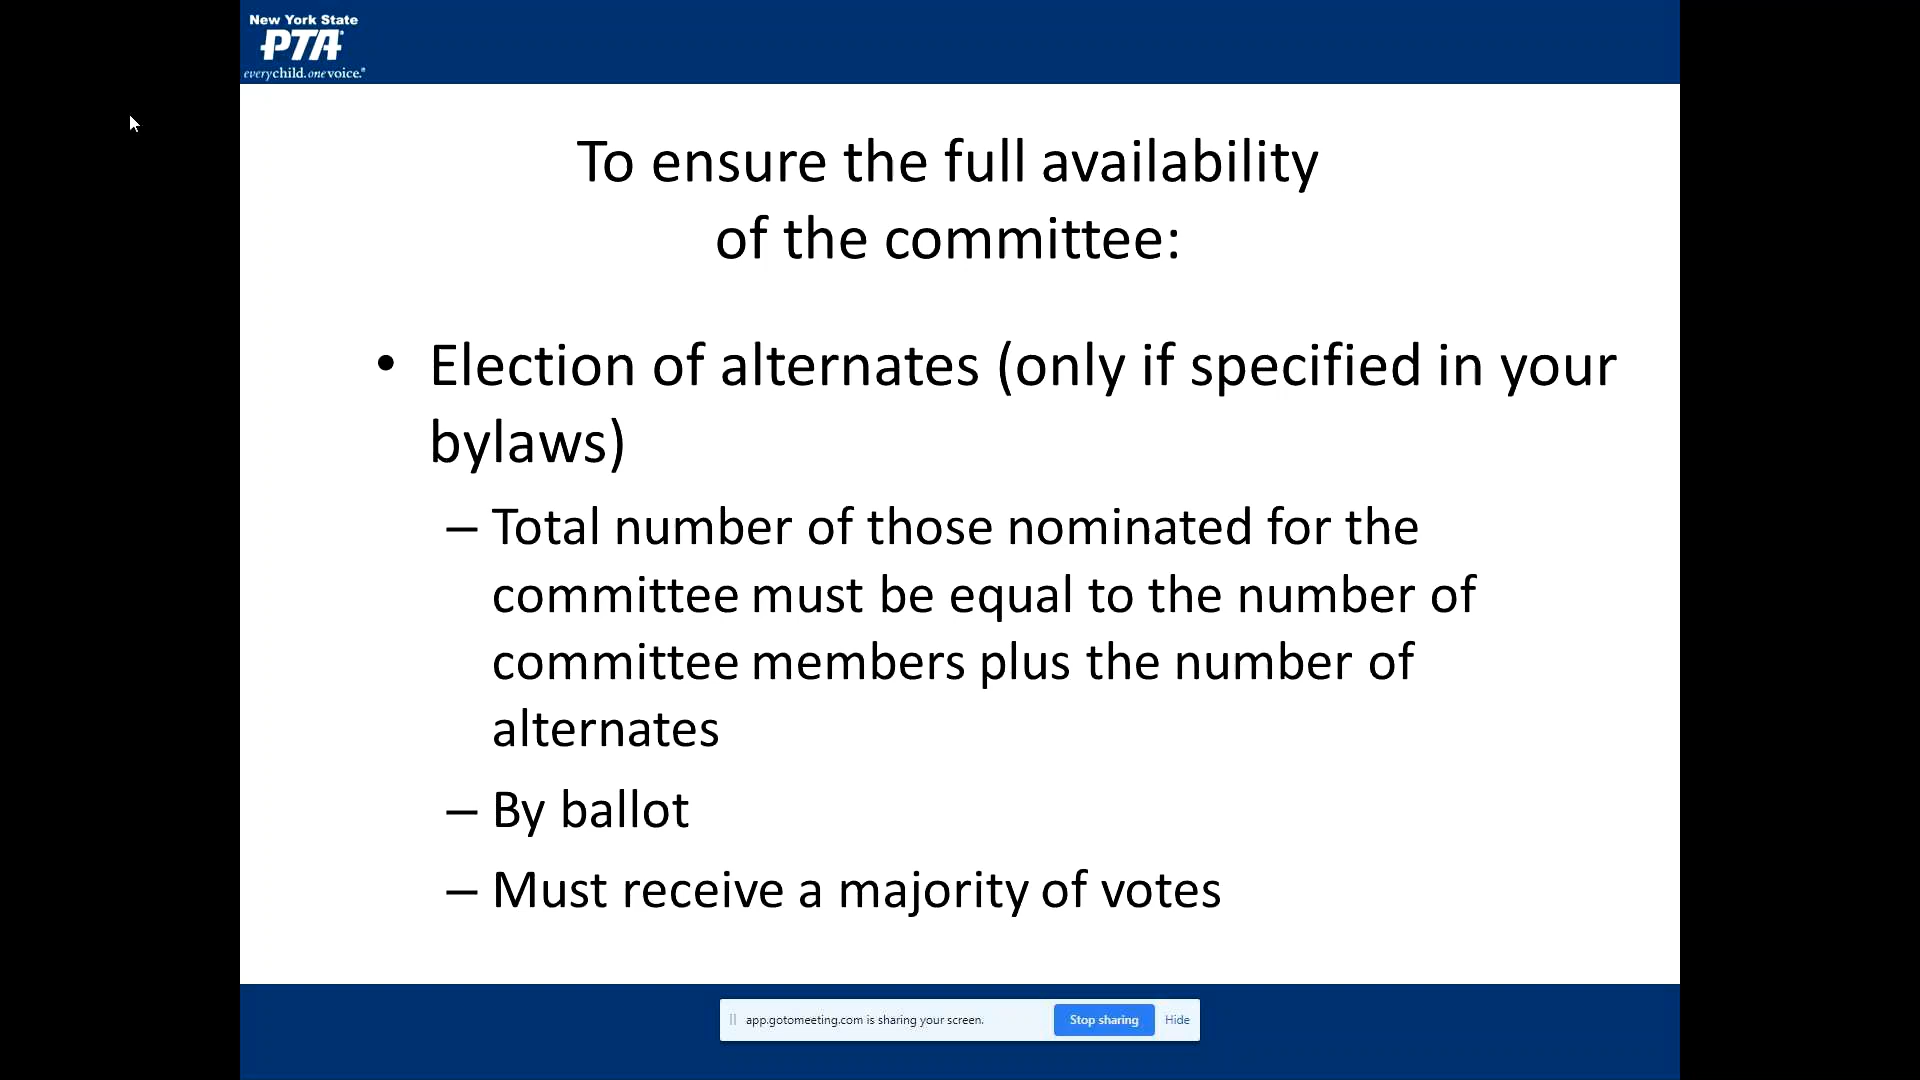 New York State
PTA®
everychild.onevoice.®
To ensure the full availability
of the committee:
• Election of alternates (only if specified in your
bylaws)
– Total number of those nominated for the
committee must be equal to the number of
committee members plus the number of
alternates
– By ballot
– Must receive a majority of votes
app.gotomeeting.com is sharing your screen. Stop sharing Hide